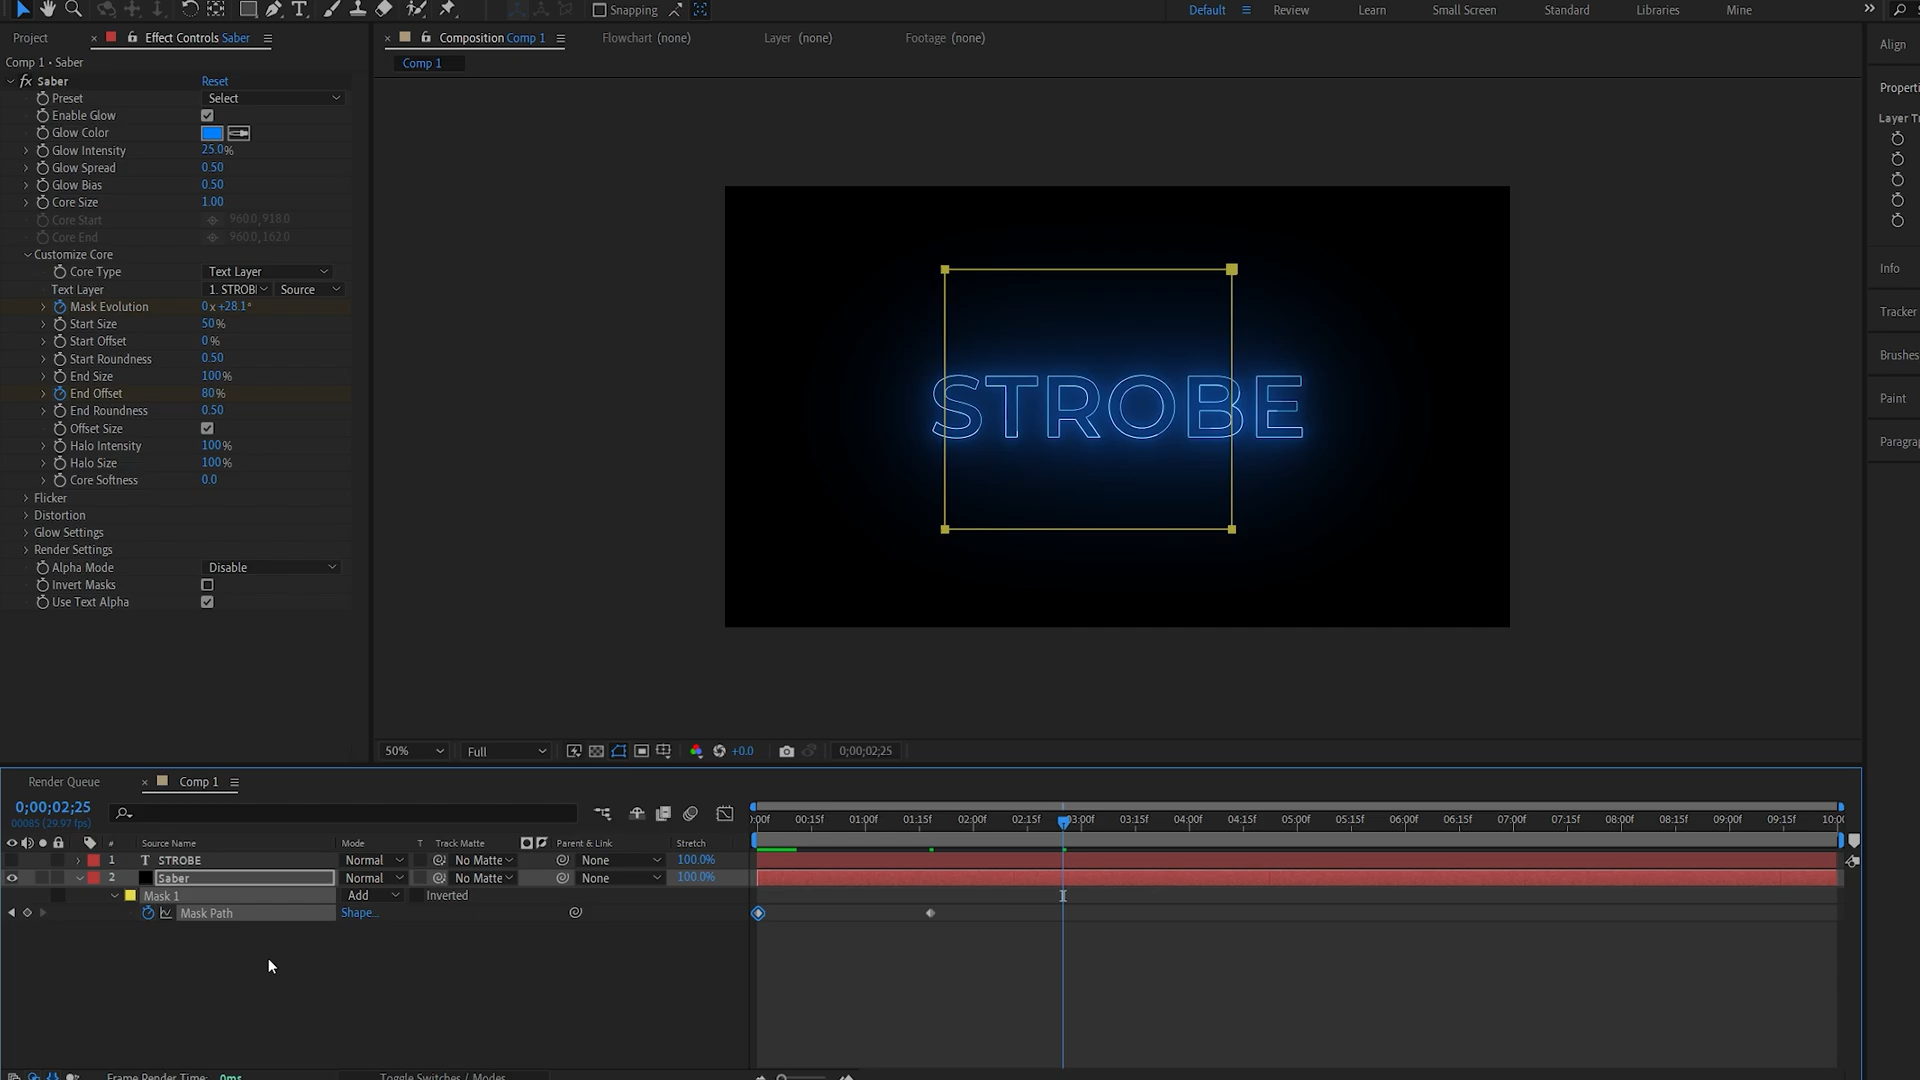 Snapping
Default
Review
Learn
Small Screen
Standard
Libraries
Mine
Project
Effect Controls Saber
Composition Comp 1
Flowchart (none)
Layer (none)
Footage (none)
Align
Comp 1 • Saber
Comp 1
fx Saber Reset
Preset Select
Enable Glow
Glow Color
Glow Intensity 25.0%
Glow Spread 0.50
Glow Bias 0.50
Core Size 1.00
Core Start 960.0,918.0
Core End 960.0,162.0
Customize Core
Core Type Text Layer
Text Layer 1. STROB Source
Mask Evolution 0x+28.1°
Start Size 50%
Start Offset 0%
Start Roundness 0.50
End Size 100%
End Offset 80%
End Roundness 0.50
Offset Size
Halo Intensity 100%
Halo Size 100%
Core Softness 0.0
Flicker
Distortion
Glow Settings
Render Settings
Alpha Mode Disable
Invert Masks
Use Text Alpha
STROBE
Properti
Layer Tr
Info
Tracker
Brushes
Paint
Paragra
50% Full +0.0 0;00;02;25
Render Queue
Comp 1
0;00;02;25
00085 (29.97 fps)
:00f 00:15f 01:00f 01:15f 02:00f 02:15f 03:00f 03:15f 04:00f 04:15f 05:00f 05:15f 06:00f 06:15f 07:00f 07:15f 08:00f 08:15f 09:00f 09:15f 10:0
# Source Name Mode T Track Matte Parent & Link Stretch
1 T STROBE Normal No Matte None 100.0%
2 Saber Normal No Matte None 100.0%
Mask 1 Add Inverted
Mask Path Shape...
Frame Render Time: 0ms
Toggle Switches / Modes